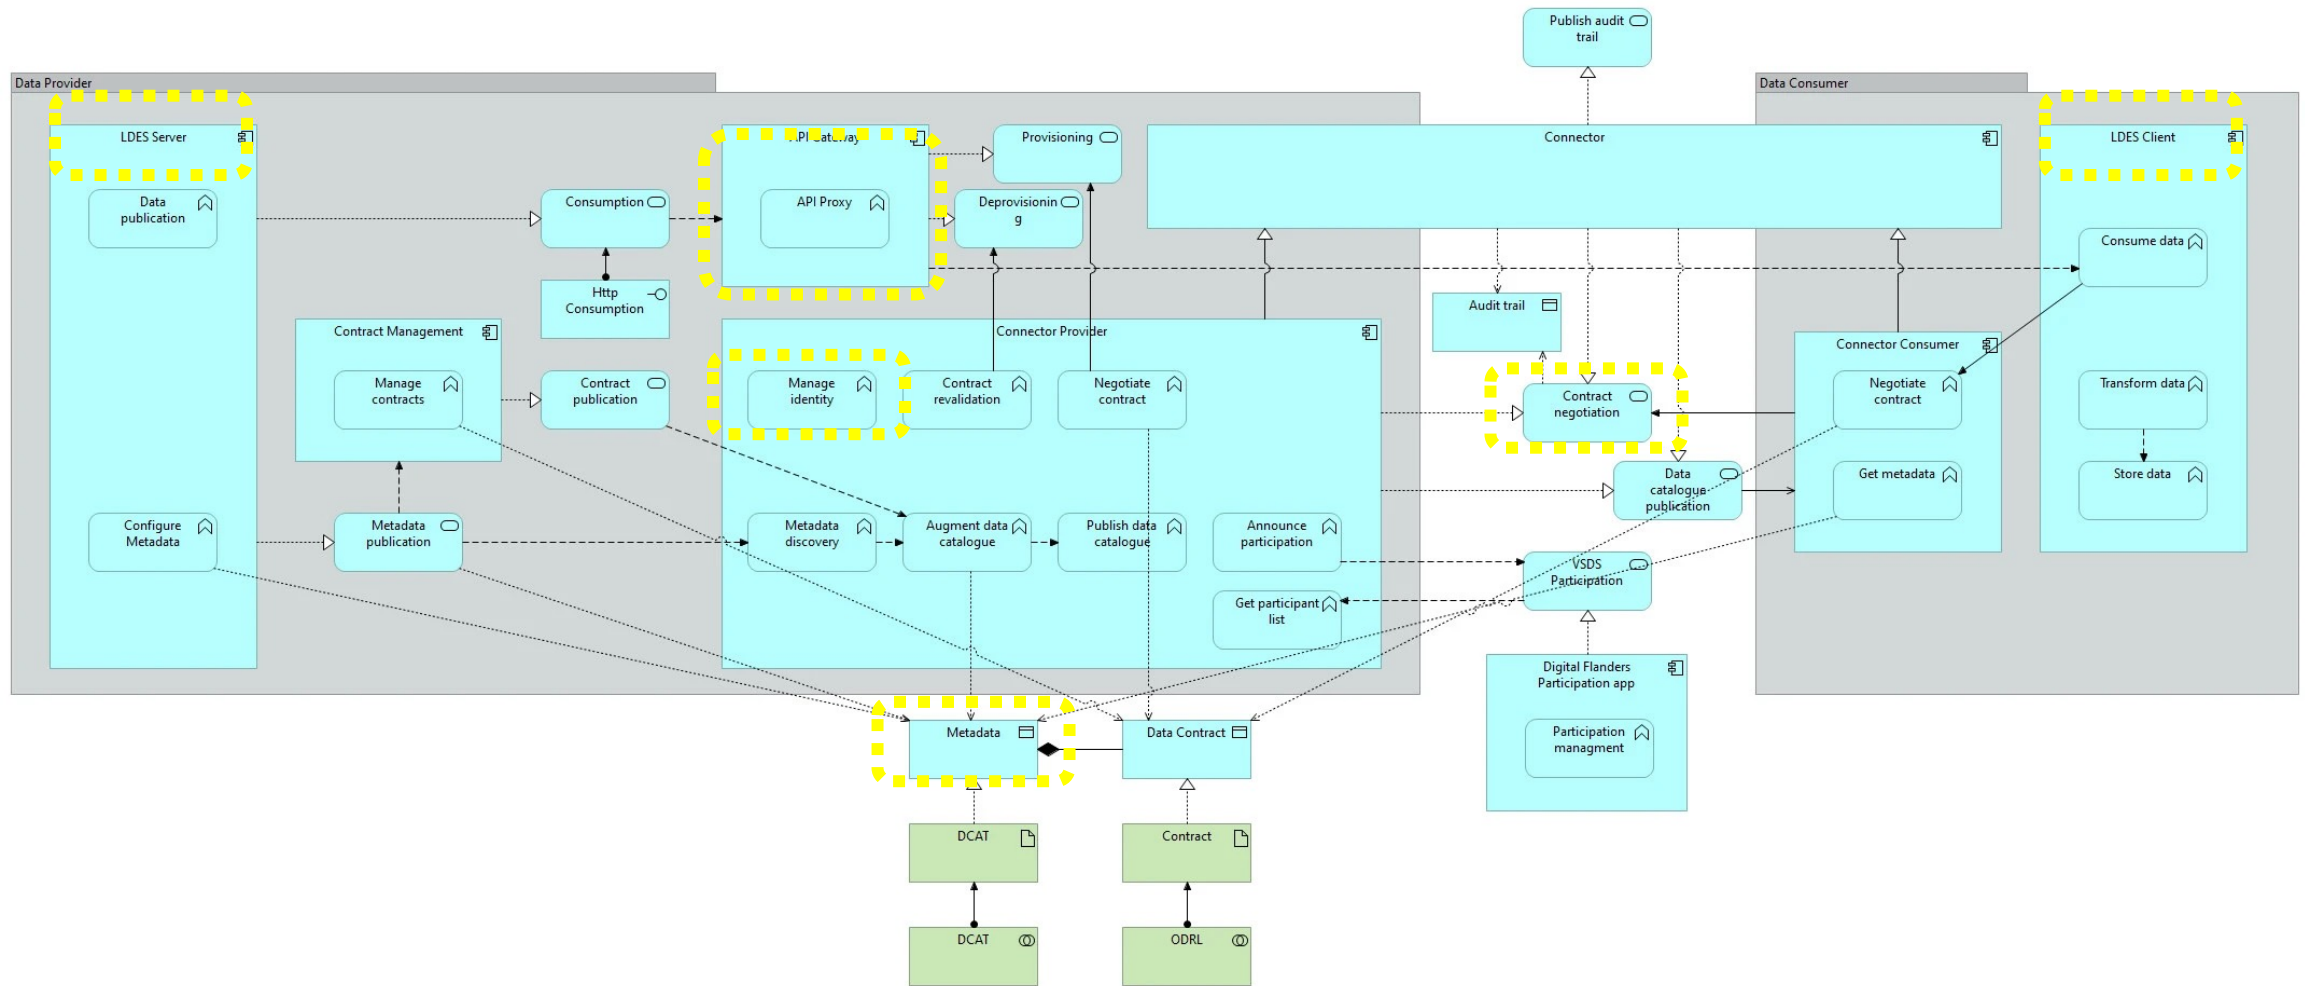 Publish audit
trail
Data Provider
Data Consumer
LDES Server
API Gateway
Provisioning
Connector
LDES Client
Data
publication
Consumption
API Proxy
Deprovisionin
g
Consume data
Http
Consumption
Audit trail
Contract Management
Connector Provider
Connector Consumer
Manage
contracts
Contract
publication
Manage
identity
Contract
revalidation
Negotiate
contract
Contract
negotiation
Negotiate
contract
Transform data
Data
catalogue
publication
Get metadata
Store data
Configure
Metadata
Metadata
publication
Metadata
discovery
Augment data
catalogue
Publish data
catalogue
Announce
participation
VSDS
Participation
Get participant
list
Digital Flanders
Participation app
Metadata
Data Contract
Participation
managment
DCAT
Contract
DCAT
ODRL